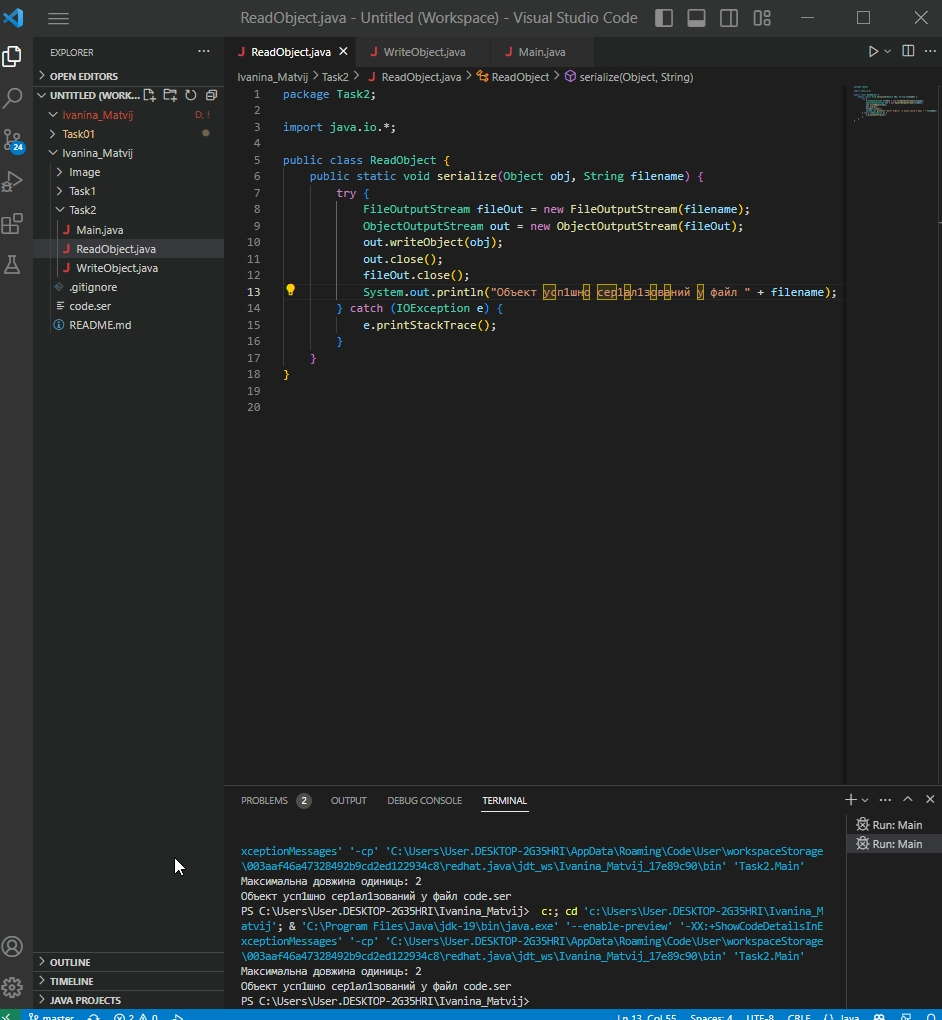 ReadObject.java - Untitled (Workspace) - Visual Studio Code
EXPLORER
OPEN EDITORS
UNTITLED (WORK...
Ivanina_Matvij D, !
Task01
Ivanina_Matvij
Image
Task1
Task2
J Main.java
J ReadObject.java
J WriteObject.java
.gitignore
code.ser
README.md
24
OUTLINE
TIMELINE
JAVA PROJECTS
J ReadObject.java
J WriteObject.java
J Main.java
Ivanina_Matvij > Task2 > J ReadObject.java > ReadObject > serialize(Object, String)
1 package Task2;
2
3 import java.io.*;
4
5 public class ReadObject {
6 public static void serialize(Object obj, String filename) {
7 try {
8 FileOutputStream fileOut = new FileOutputStream(filename);
9 ObjectOutputStream out = new ObjectOutputStream(fileOut);
10 out.writeObject(obj);
11 out.close();
12 fileOut.close();
13 System.out.println("Объект усп1шно сер1ал1зований у файл " + filename);
14 } catch (IOException e) {
15 e.printStackTrace();
16 }
17 }
18 }
19
20
PROBLEMS 2 OUTPUT DEBUG CONSOLE TERMINAL
Run: Main
Run: Main
xceptionMessages' '-cp' 'C:\Users\User.DESKTOP-2G35HRI\AppData\Roaming\Code\User\workspaceStorage
\003aaf46a47328492b9cd2ed122934c8\redhat.java\jdt_ws\Ivanina_Matvij_17e89c90\bin' 'Task2.Main'
Максимальна довжина одиниць: 2
Объект усп1шно сер1ал1зований у файл code.ser
PS C:\Users\User.DESKTOP-2G35HRI\Ivanina_Matvij> c:; cd 'c:\Users\User.DESKTOP-2G35HRI\Ivanina_M
atvij'; & 'C:\Program Files\Java\jdk-19\bin\java.exe' '--enable-preview' '-XX:+ShowCodeDetailsInE
xceptionMessages' '-cp' 'C:\Users\User.DESKTOP-2G35HRI\AppData\Roaming\Code\User\workspaceStorage
\003aaf46a47328492b9cd2ed122934c8\redhat.java\jdt_ws\Ivanina_Matvij_17e89c90\bin' 'Task2.Main'
Максимальна довжина одиниць: 2
Объект усп1шно сер1ал1зований у файл code.ser
PS C:\Users\User.DESKTOP-2G35HRI\Ivanina_Matvij>
master 2 0 Ln 13, Col 55 Spaces: 4 UTF-8 CRLF {} Java